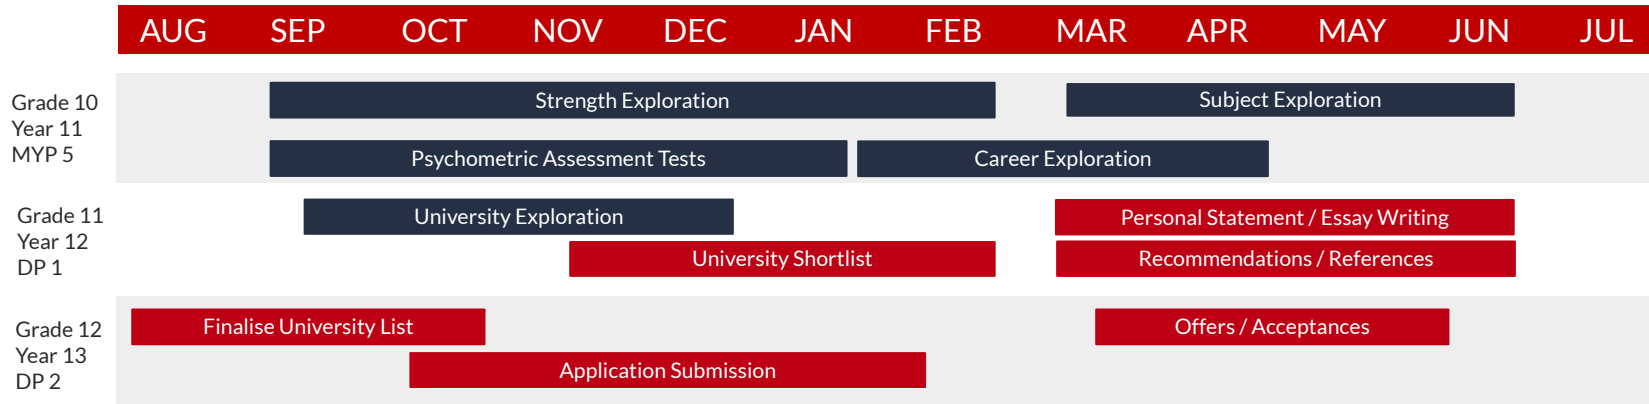 AUG SEP OCT NOV DEC JAN FEB MAR APR MAY JUN JUL
Grade 10
Year 11
MYP 5
Strength Exploration
Subject Exploration
Psychometric Assessment Tests
Career Exploration
Grade 11
Year 12
DP 1
University Exploration
Personal Statement / Essay Writing
University Shortlist
Recommendations / References
Grade 12
Year 13
DP 2
Finalise University List
Offers / Acceptances
Application Submission